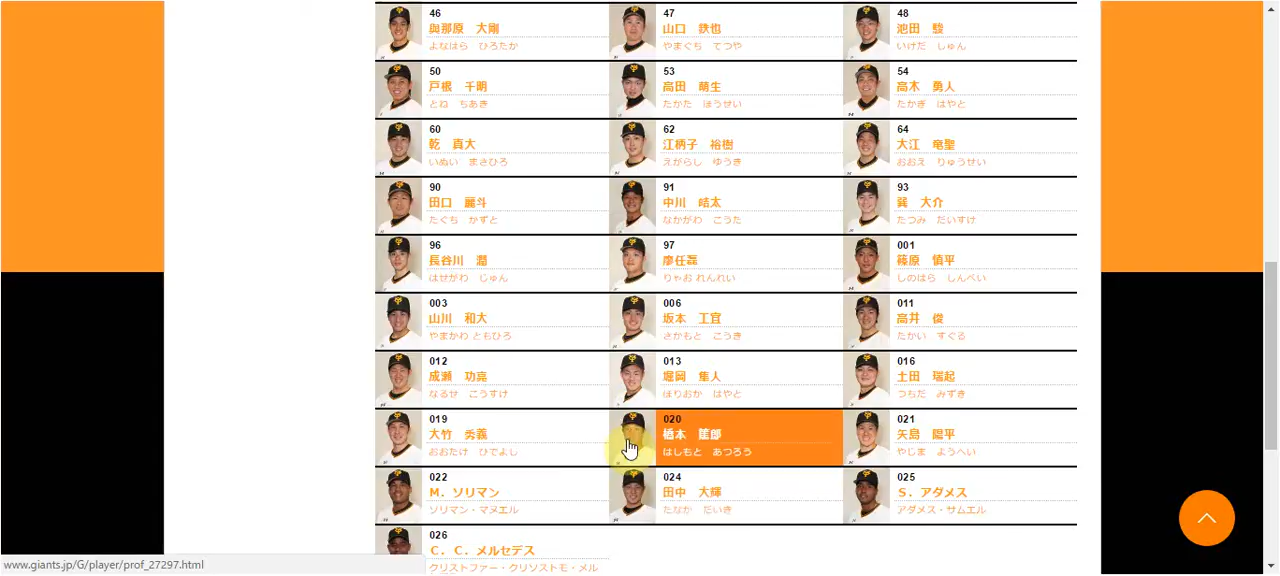 46
與那原　大剛
よなはら　ひろたか
47
山口　鉄也
やまぐち　てつや
48
池田　駿
いけだ　しゅん
50
戸根　千明
とね　ちあき
53
高田　萌生
たかた　ほうせい
54
高木　勇人
たかぎ　はやと
60
乾　真大
いぬい　まさひろ
62
江柄子　裕樹
えがらし　ゆうき
64
大江　竜聖
おおえ　りゅうせい
90
田口　麗斗
たぐち　かずと
91
中川　皓太
なかがわ　こうた
93
巽　大介
たつみ　だいすけ
96
長谷川　潤
はせがわ　じゅん
97
廖任磊
りゃお れんれい
001
篠原　慎平
しのはら　しんぺい
003
山川　和大
やまかわ ともひろ
006
坂本　工宜
さかもと　こうき
011
高井　俊
たかい　すぐる
012
成瀬　功亮
なるせ　こうすけ
013
堀岡　隼人
ほりおか　はやと
016
土田　瑞起
つちだ　みずき
019
大竹　秀義
おおたけ　ひでよし
020
橋本　篤郎
はしもと　あつろう
021
矢島　陽平
やじま　ようへい
022
Ｍ．ソリマン
ソリマン・マヌエル
024
田中　大輝
たなか　だいき
025
Ｓ．アダメス
アダメス・サムエル
026
Ｃ．Ｃ．メルセデス
クリストファー・クリソストモ・メル
www.giants.jp/G/player/prof_27297.html